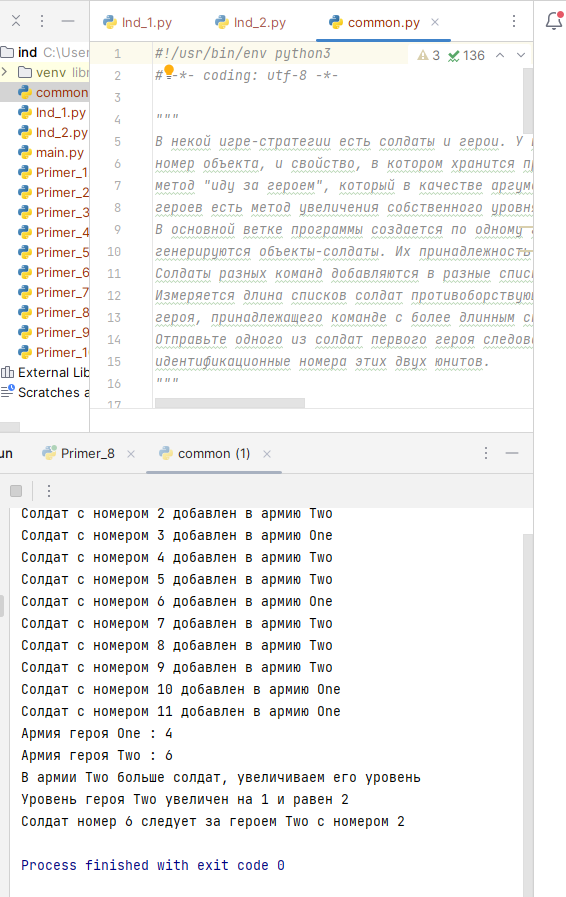 Ind_1.py Ind_2.py common.py
ind C:\User
venv libr
common
Ind_1.py
Ind_2.py
main.py
Primer_1
Primer_2
Primer_3
Primer_4
Primer_5
Primer_6
Primer_7
Primer_8
Primer_9
Primer_1
External Lib
Scratches a
3 136
1 #!/usr/bin/env python3
2 # -*- coding: utf-8 -*-
3
4 """
5 В некой игре-стратегии есть солдаты и герои. У
6 номер объекта, и свойство, в котором хранится п
7 метод "иду за героем", который в качестве аргум
8 героев есть метод увеличения собственного уровн
9 В основной ветке программы создается по одному
10 генерируются объекты-солдаты. Их принадлежность
11 Солдаты разных команд добавляются в разные спис
12 Измеряется длина списков солдат противоборствую
13 героя, принадлежащего команде с более длинным с
14 Отправьте одного из солдат первого героя следов
15 идентификационные номера этих двух юнитов.
16 """
17
un Primer_8 common (1)
Солдат с номером 2 добавлен в армию Two
Солдат с номером 3 добавлен в армию One
Солдат с номером 4 добавлен в армию Two
Солдат с номером 5 добавлен в армию Two
Солдат с номером 6 добавлен в армию One
Солдат с номером 7 добавлен в армию Two
Солдат с номером 8 добавлен в армию Two
Солдат с номером 9 добавлен в армию Two
Солдат с номером 10 добавлен в армию One
Солдат с номером 11 добавлен в армию One
Армия героя One : 4
Армия героя Two : 6
В армии Two больше солдат, увеличиваем его уровень
Уровень героя Two увеличен на 1 и равен 2
Солдат номер 6 следует за героем Two с номером 2
Process finished with exit code 0